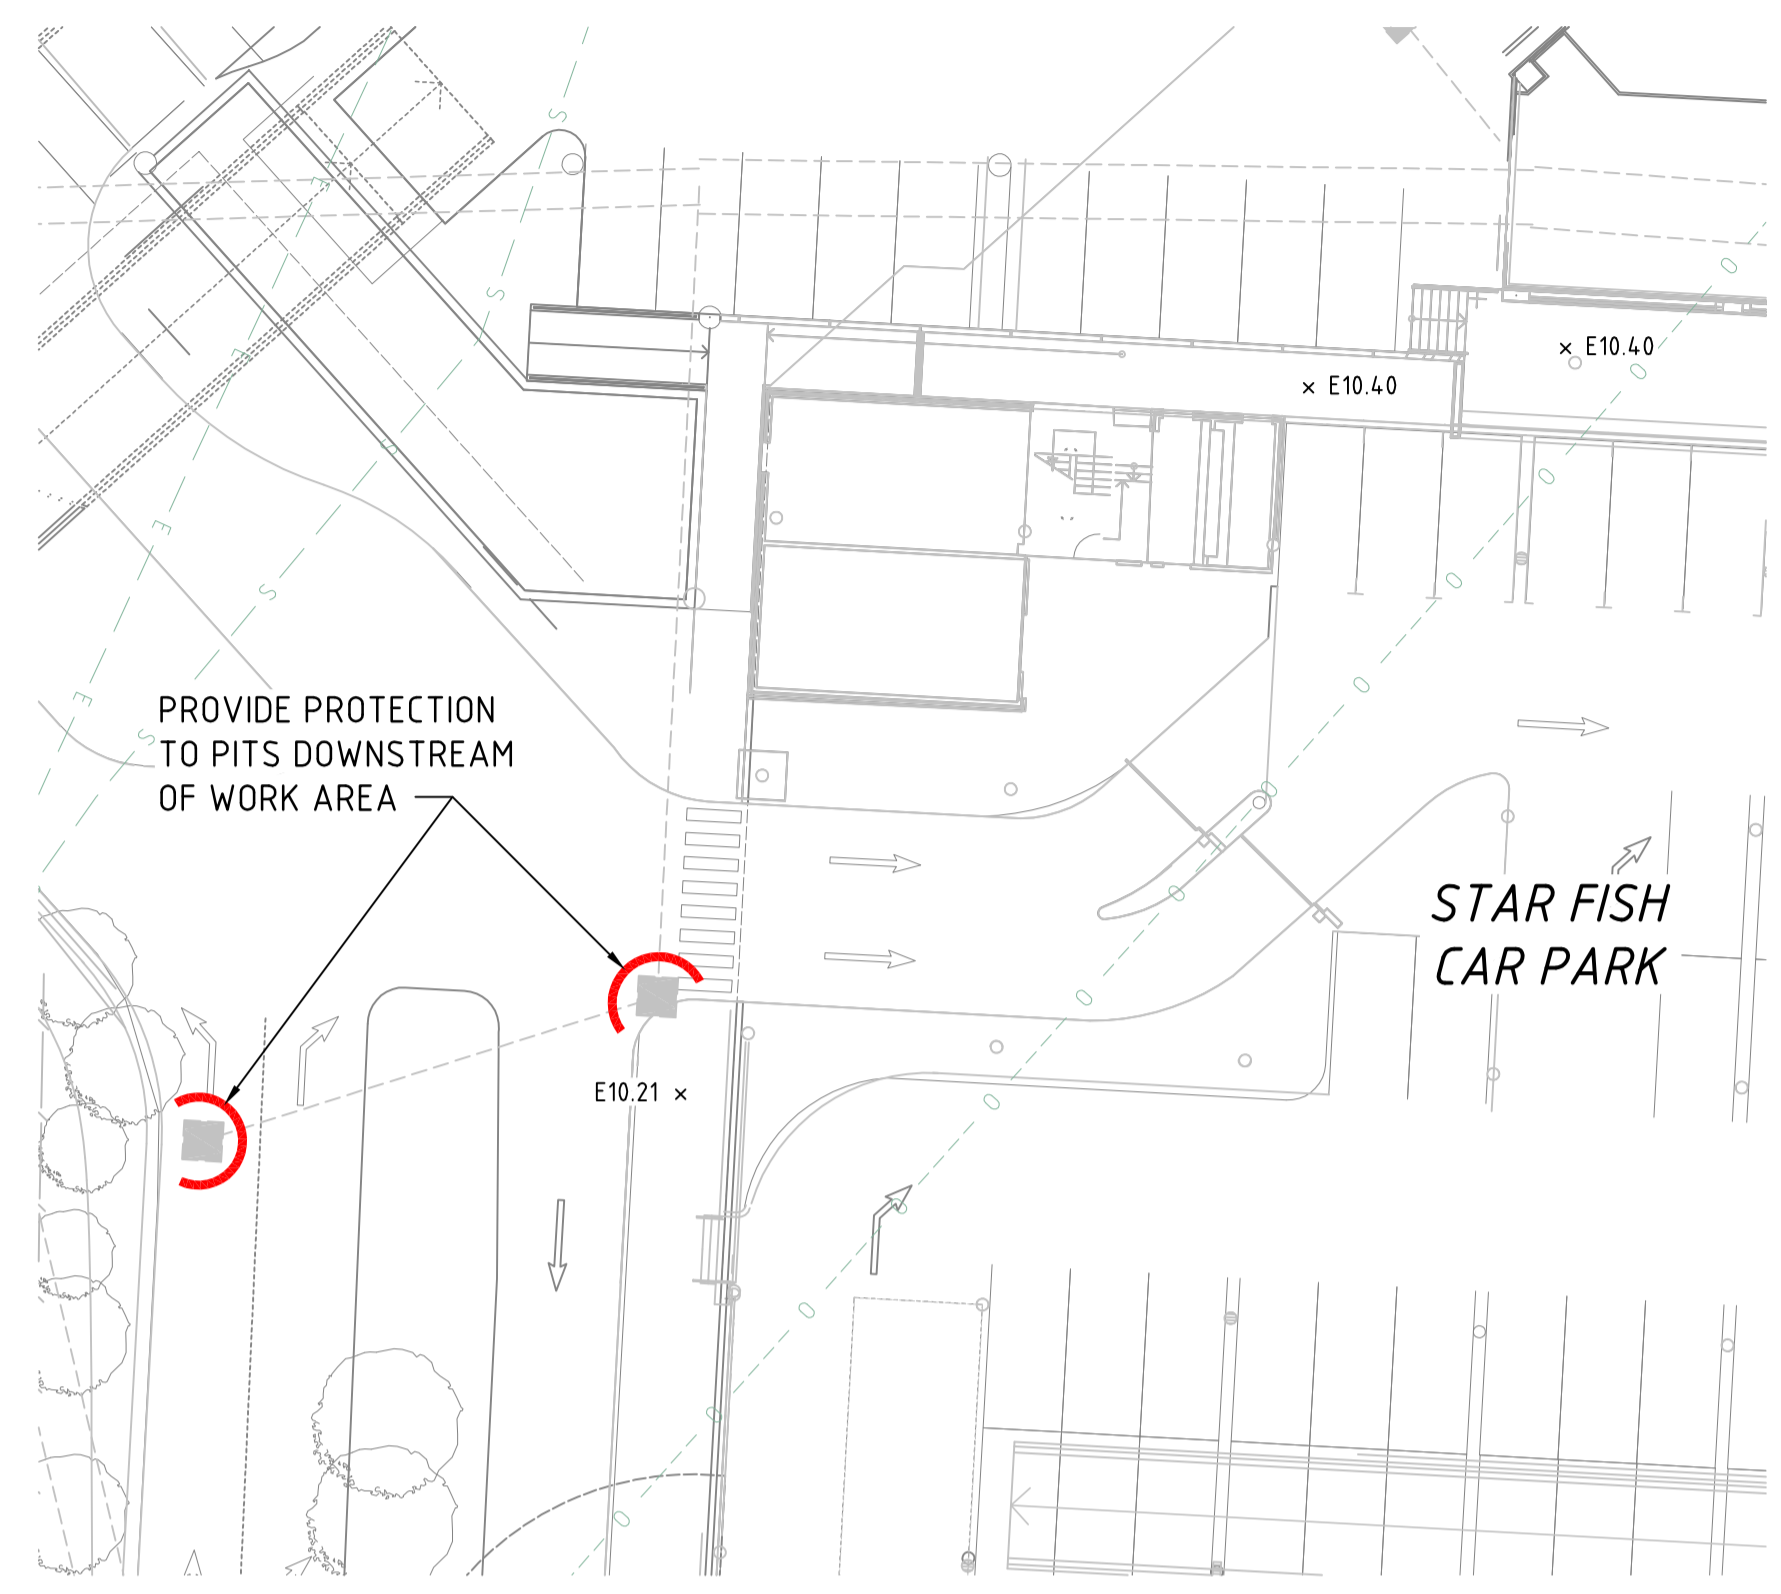 × E10.40
× E10.40
PROVIDE PROTECTION
TO PITS DOWNSTREAM
OF WORK AREA
STAR FISH
CAR PARK
E10.21 ×
S
S
S
S
S
E
E
E
E
O
O
O
O
O
O
O
O
O
O
O
O
O